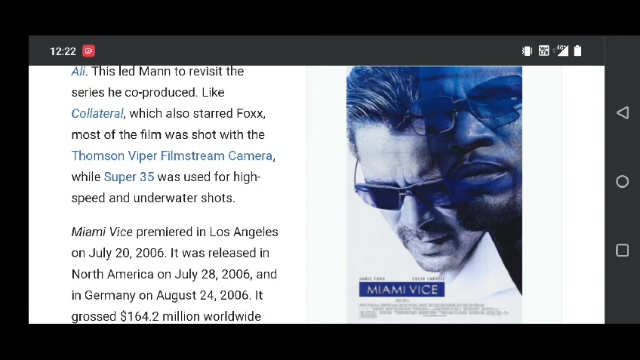 12:22
Ali. This led Mann to revisit the
series he co-produced. Like
Collateral, which also starred Foxx,
most of the film was shot with the
Thomson Viper Filmstream Camera,
while Super 35 was used for high-
speed and underwater shots.
Miami Vice premiered in Los Angeles
on July 20, 2006. It was released in
North America on July 28, 2006, and
in Germany on August 24, 2006. It
grossed $164.2 million worldwide
JAMIE FOXX COLIN FARRELL
MIAMI VICE